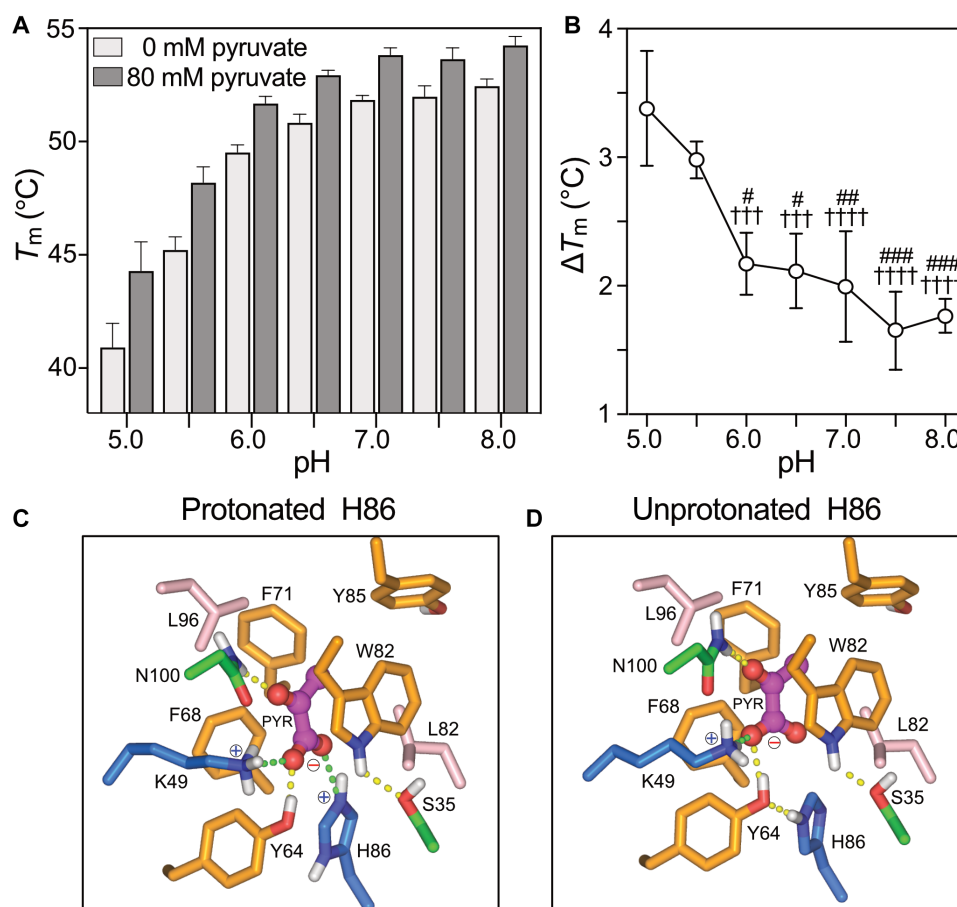 A
55
50
45
40
Tm (°C)
0 mM pyruvate
80 mM pyruvate
5.0 6.0 7.0 8.0
pH
B
4
3
2
1
ΔTm (°C)
# # ## ### ###
††† ††† †††† †††† ††††
5.0 6.0 7.0 8.0
pH
C
Protonated H86
F71
Y85
L96
W82
N100
PYR
F68
L82
+
K49
−
+
S35
Y64
H86
D
Unprotonated H86
F71
Y85
L96
W82
N100
F68
PYR
L82
+
−
K49
S35
Y64
H86